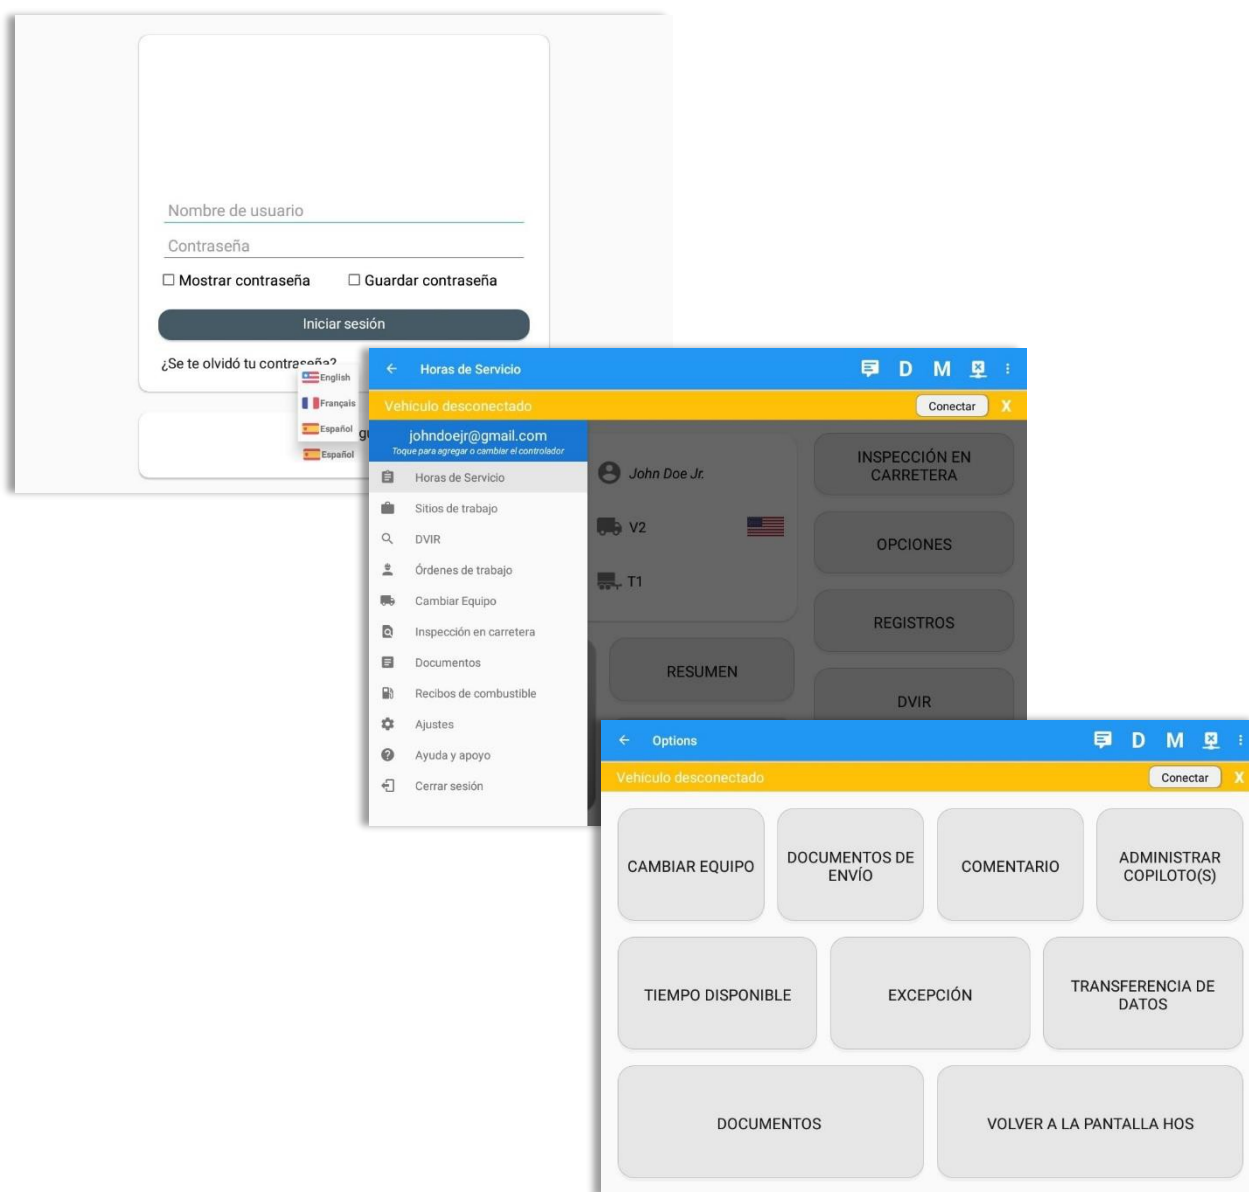 Nombre de usuario
Contraseña
Mostrar contraseña
Guardar contraseña
Iniciar sesión
¿Se te olvidó tu contraseña?
English
Français
Español
Español
Horas de Servicio
D M
Vehiculo desconectado
Conectar X
johndoejr@gmail.com
Toque para agregar o cambiar el controlador
Horas de Servicio
Sitios de trabajo
DVIR
Órdenes de trabajo
Cambiar Equipo
Inspección en carretera
Documentos
Recibos de combustible
Ajustes
Ayuda y apoyo
Cerrar sesión
John Doe Jr.
V2
T1
RESUMEN
INSPECCIÓN EN
CARRETERA
OPCIONES
REGISTROS
DVIR
Options
D M
Vehiculo desconectado
Conectar X
CAMBIAR EQUIPO
DOCUMENTOS DE
ENVÍO
COMENTARIO
ADMINISTRAR
COPILOTO(S)
TIEMPO DISPONIBLE
EXCEPCIÓN
TRANSFERENCIA DE
DATOS
DOCUMENTOS
VOLVER A LA PANTALLA HOS